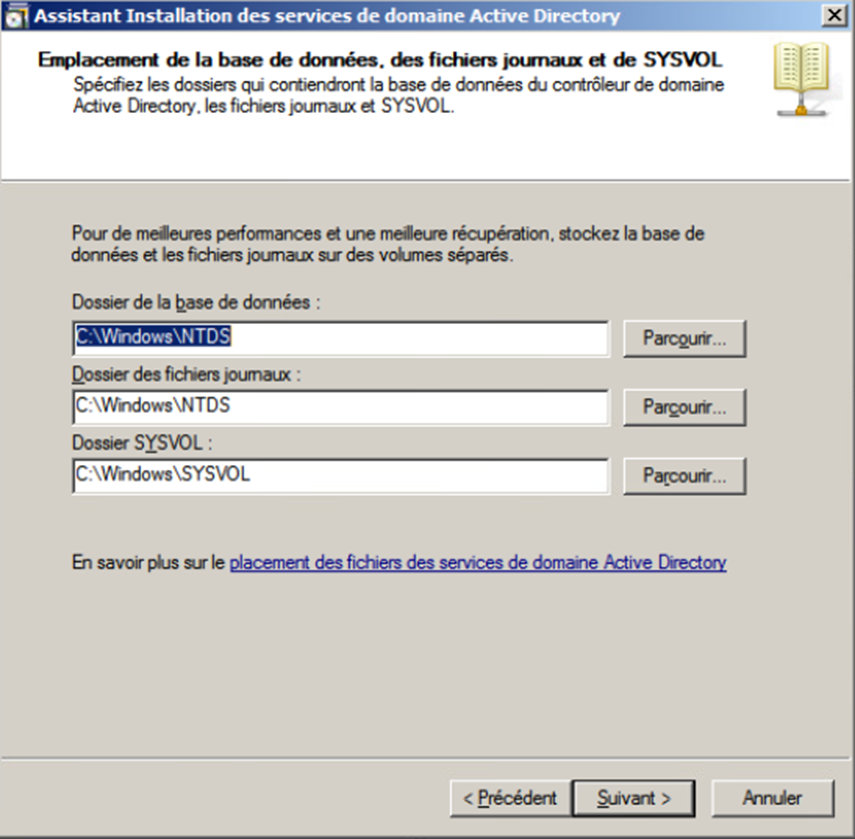 Assistant Installation des services de domaine Active Directory
Emplacement de la base de données, des fichiers journaux et de SYSVOL
Spécifiez les dossiers qui contiendront la base de données du contrôleur de domaine
Active Directory, les fichiers journaux et SYSVOL.
Pour de meilleures performances et une meilleure récupération, stockez la base de
données et les fichiers journaux sur des volumes séparés.
Dossier de la base de données :
C:\Windows\NTDS
Parcourir...
Dossier des fichiers journaux :
C:\Windows\NTDS
Parcourir...
Dossier SYSVOL :
C:\Windows\SYSVOL
Parcourir...
En savoir plus sur le placement des fichiers des services de domaine Active Directory
< Précédent Suivant > Annuler